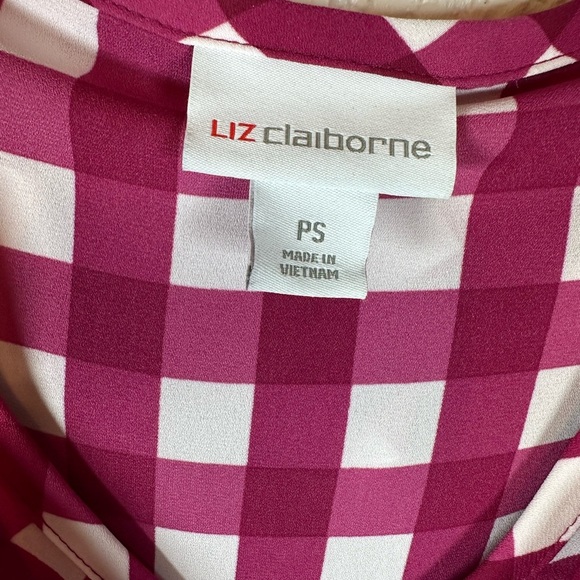 LIZ claiborne
PS
MADE IN
VIETNAM